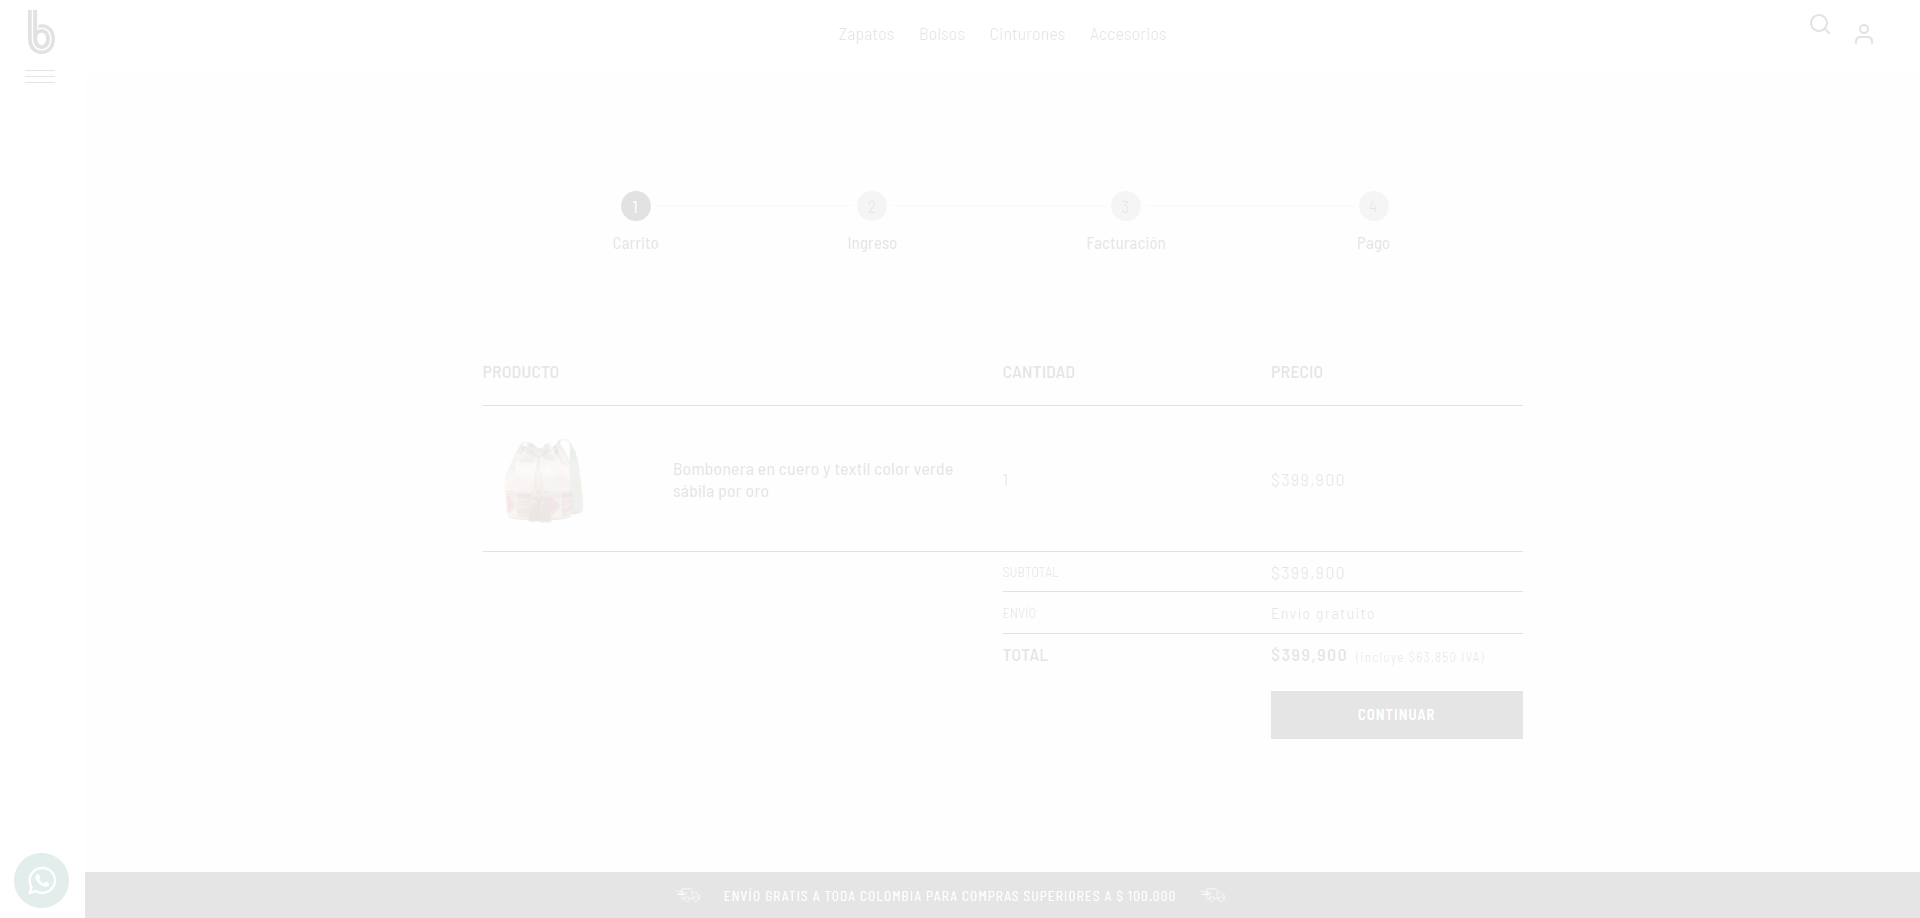 b
Zapatos Bolsos Cinturones Accesorios
1 2 3 4
Carrito Ingreso Facturación Pago
PRODUCTO CANTIDAD PRECIO
Bombonera en cuero y textil color verde
sábila por oro
1 $399,900
SUBTOTAL $399,900
ENVÍO Envío gratuito
TOTAL $399,900 (incluye $63,850 IVA)
CONTINUAR
ENVÍO GRATIS A TODA COLOMBIA PARA COMPRAS SUPERIORES A $ 100.000